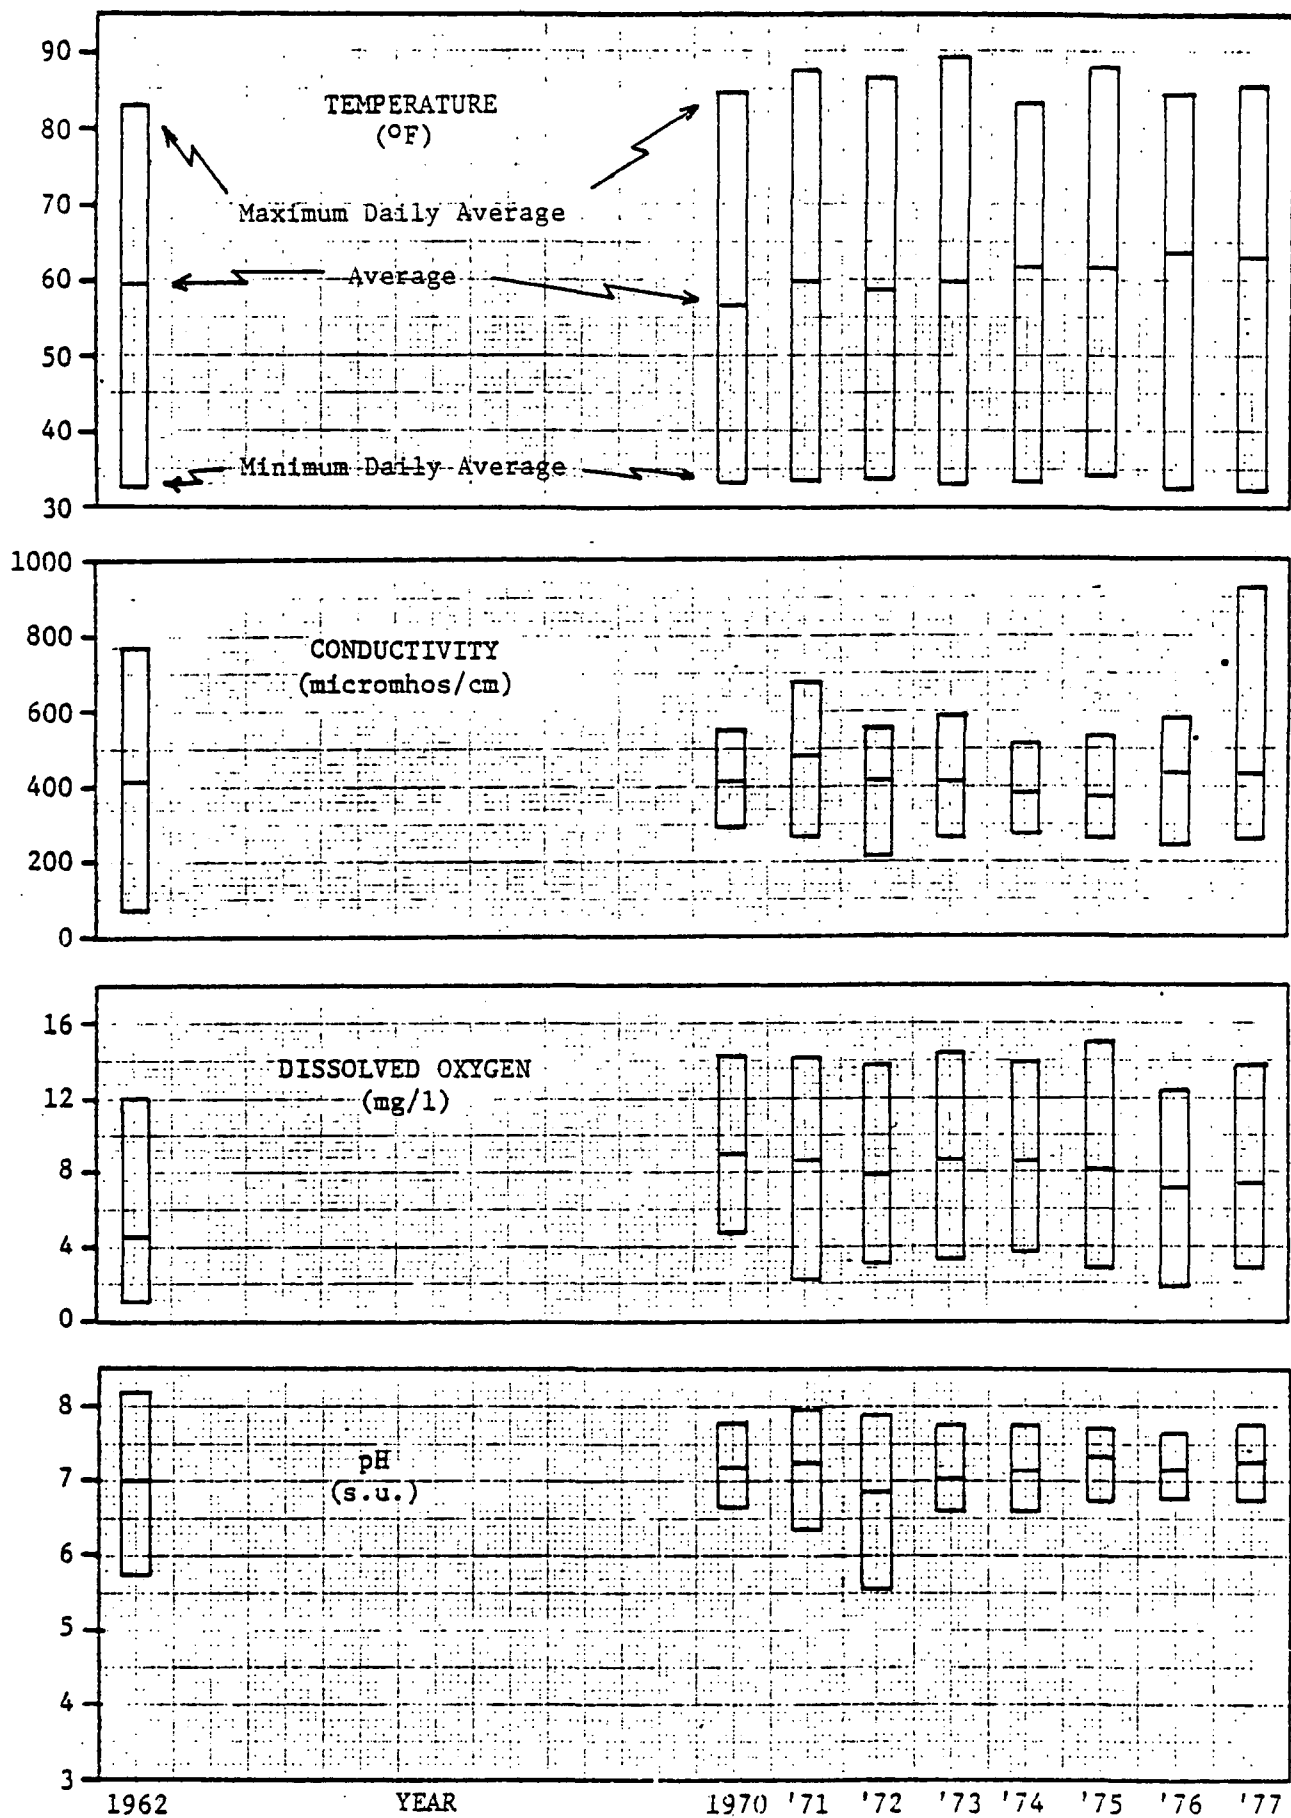 90
80
70
60
50
40
30
TEMPERATURE
(°F)
Maximum Daily Average
Average
Minimum Daily Average
1000
800
600
400
200
0
CONDUCTIVITY
(micromhos/cm)
16
12
8
4
0
DISSOLVED OXYGEN
(mg/l)
8
7
6
5
4
3
pH
(s.u.)
1962 YEAR 1970 '71 '72 '73 '74 '75 '76 '77